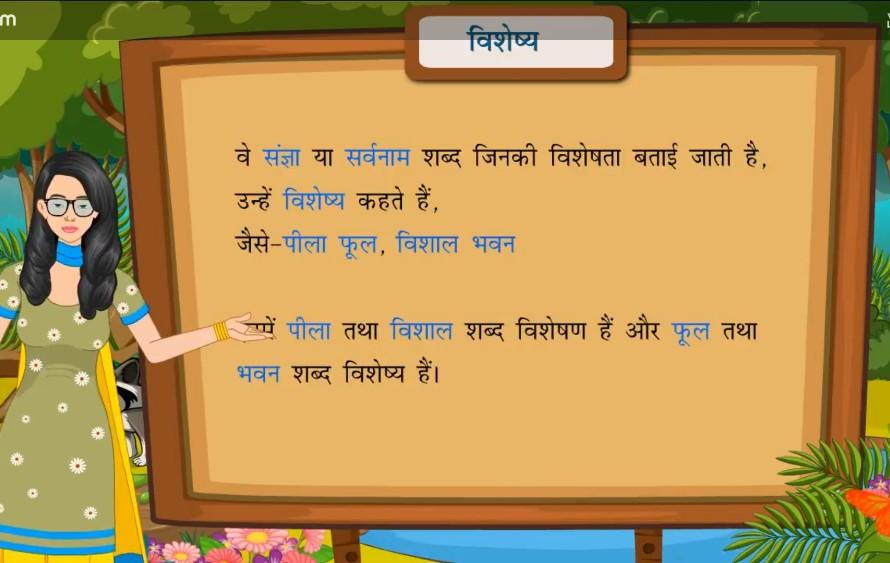 विशेष्य
वे संज्ञा या सर्वनाम शब्द जिनकी विशेषता बताई जाती है,
उन्हें विशेष्य कहते हैं,
जैसे-पीला फूल, विशाल भवन
पीला तथा विशाल शब्द विशेषण हैं और फूल तथा
भवन शब्द विशेष्य हैं।